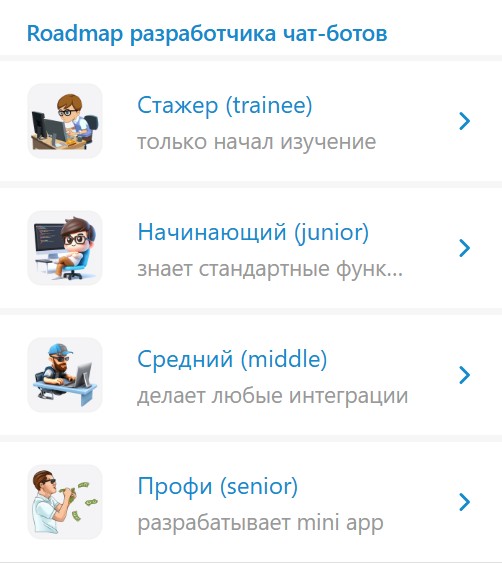 Roadmap разработчика чат-ботов
Стажер (trainee)
только начал изучение
Начинающий (junior)
знает стандартные функ...
Средний (middle)
делает любые интеграции
Профи (senior)
разрабатывает mini app